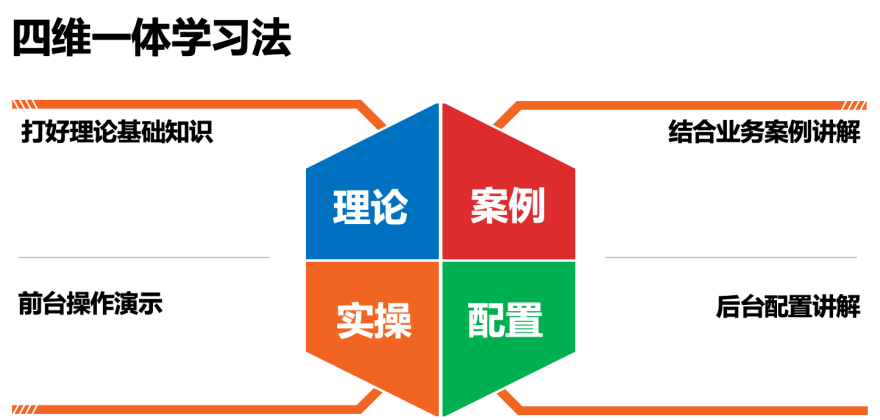 四维一体学习法
打好理论基础知识
结合业务案例讲解
理论
案例
前台操作演示
后台配置讲解
实操
配置